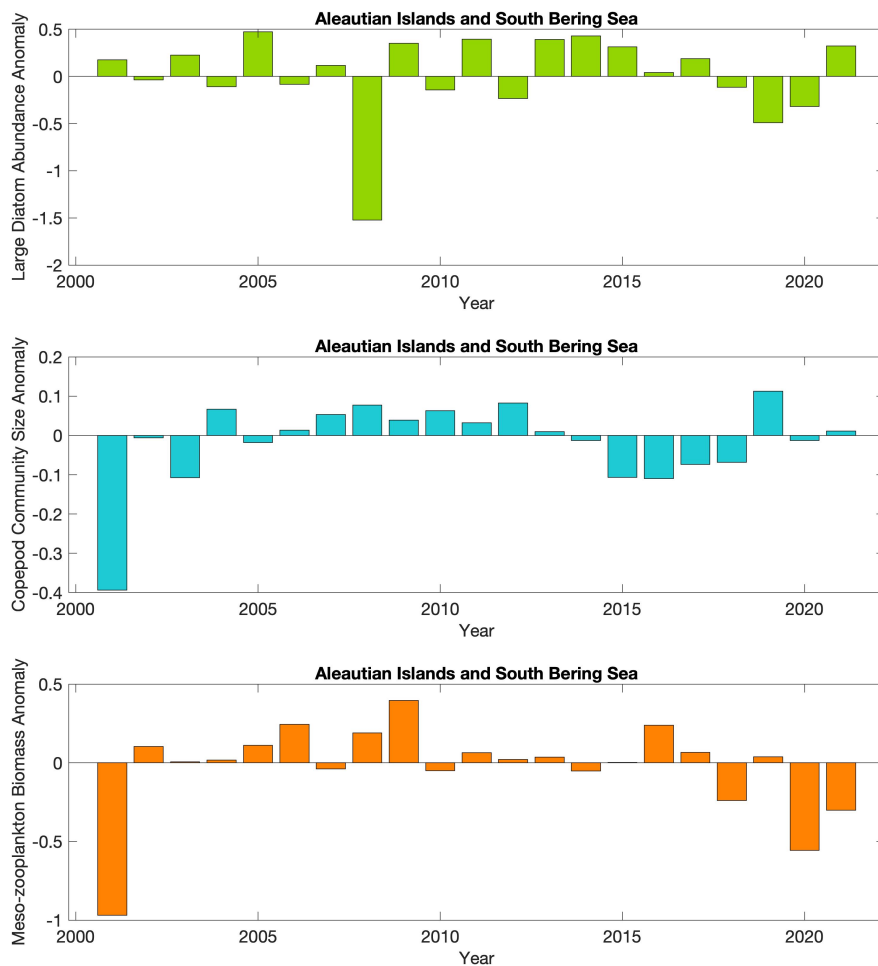 Aleautian Islands and South Bering Sea
Large Diatom Abundance Anomaly
0.5
0
-0.5
-1
-1.5
-2
2000 2005 2010 2015 2020
Year
Aleautian Islands and South Bering Sea
Copepod Community Size Anomaly
0.2
0.1
0
-0.1
-0.2
-0.3
-0.4
2000 2005 2010 2015 2020
Year
Aleautian Islands and South Bering Sea
Meso-zooplankton Biomass Anomaly
0.5
0
-0.5
-1
2000 2005 2010 2015 2020
Year